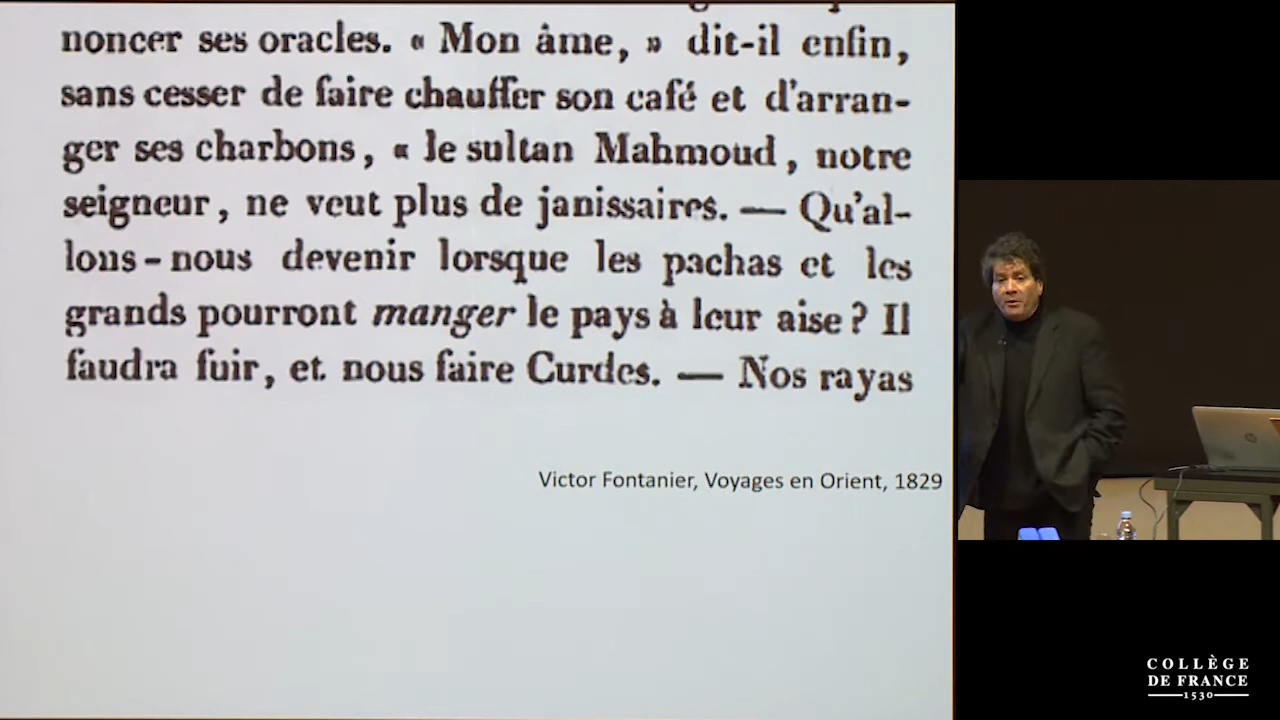 noncer ses oracles. « Mon âme, » dit-il enfin,
sans cesser de faire chauffer son café et d'arran-
ger ses charbons, « le sultan Mahmoud, notre
seigneur, ne veut plus de janissaires. — Qu'al-
lons-nous devenir lorsque les pachas et les
grands pourront manger le pays à leur aise? Il
faudra fuir, et nous faire Curdes. — Nos rayas
Victor Fontanier, Voyages en Orient, 1829
COLLÈGE
DE FRANCE
1530